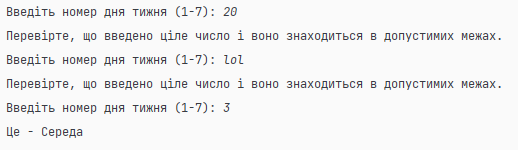 Введіть номер дня тижня (1-7): 20
Перевірте, що введено ціле число і воно знаходиться в допустимих межах.
Введіть номер дня тижня (1-7): lol
Перевірте, що введено ціле число і воно знаходиться в допустимих межах.
Введіть номер дня тижня (1-7): 3
Це - Середа